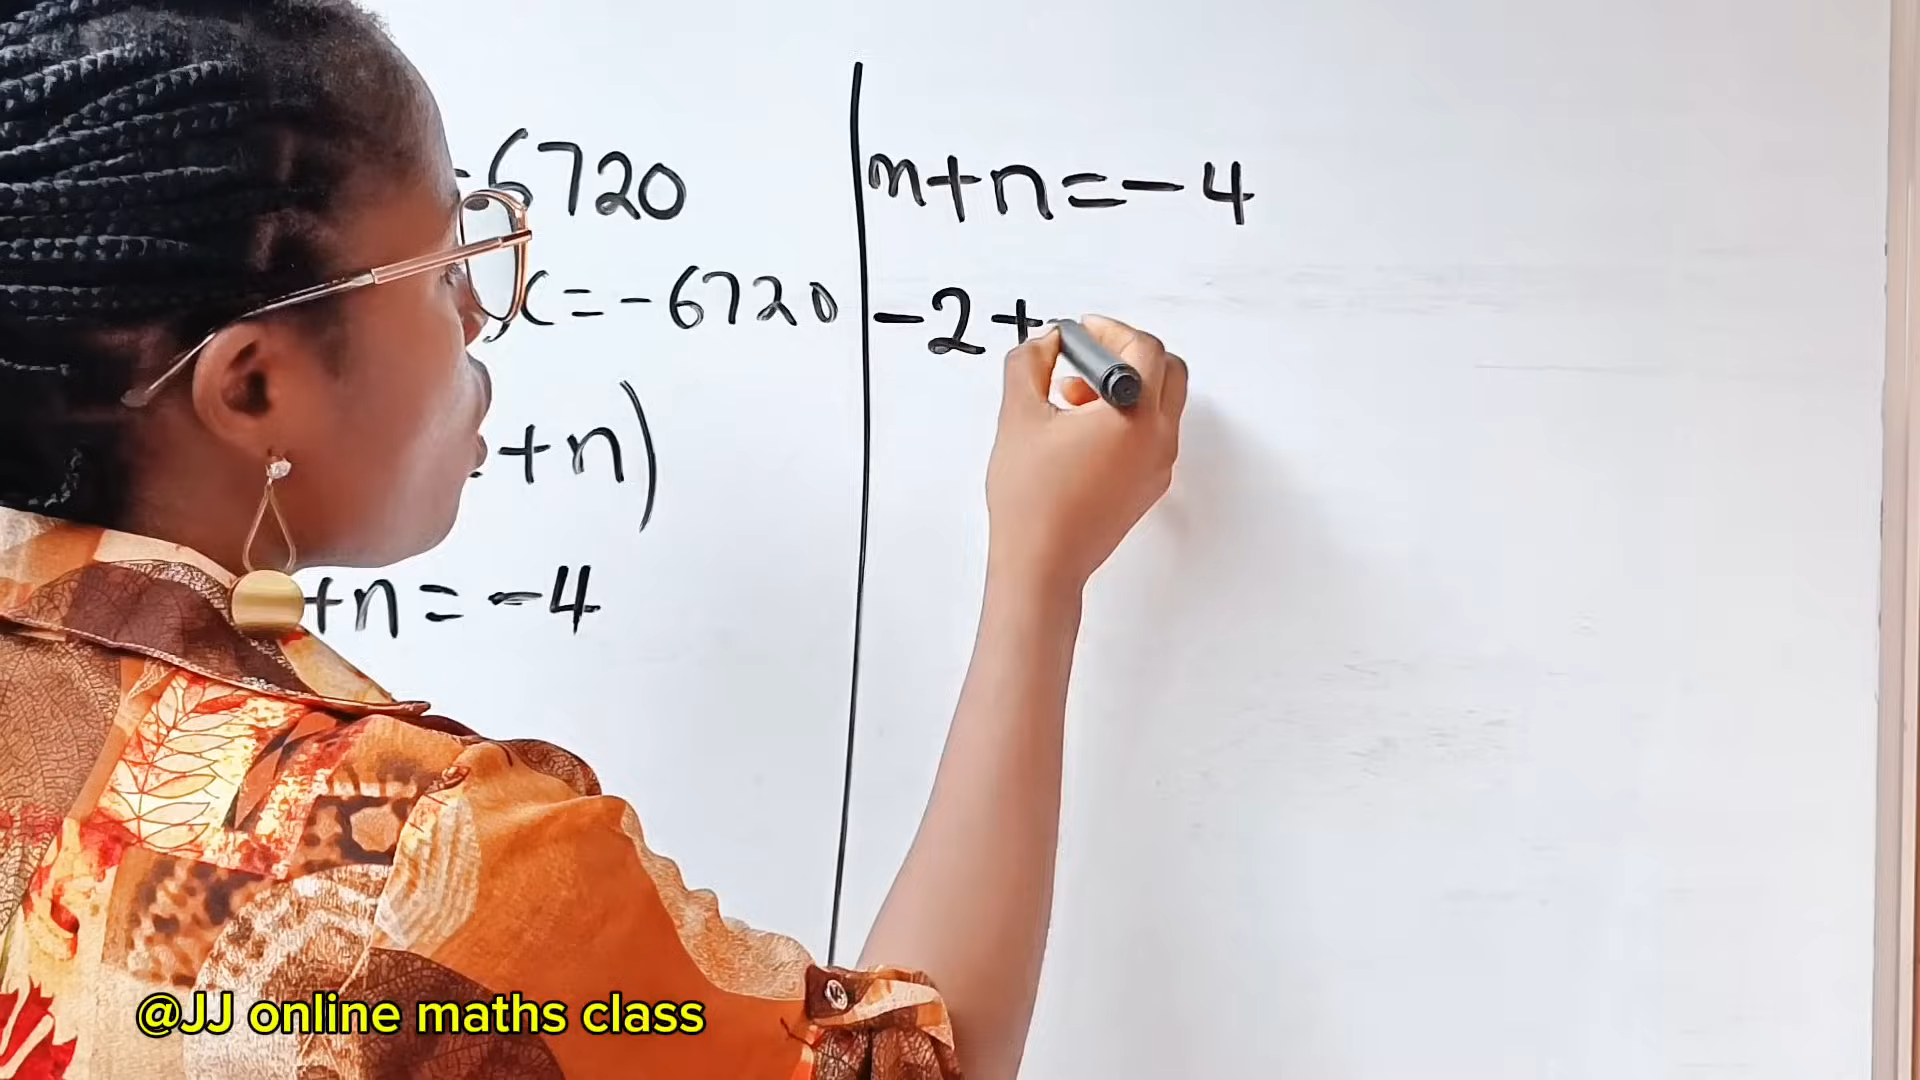 -6720
x=-6720
+n)
+n=-4
m+n=-4
-2+
@JJ online maths class